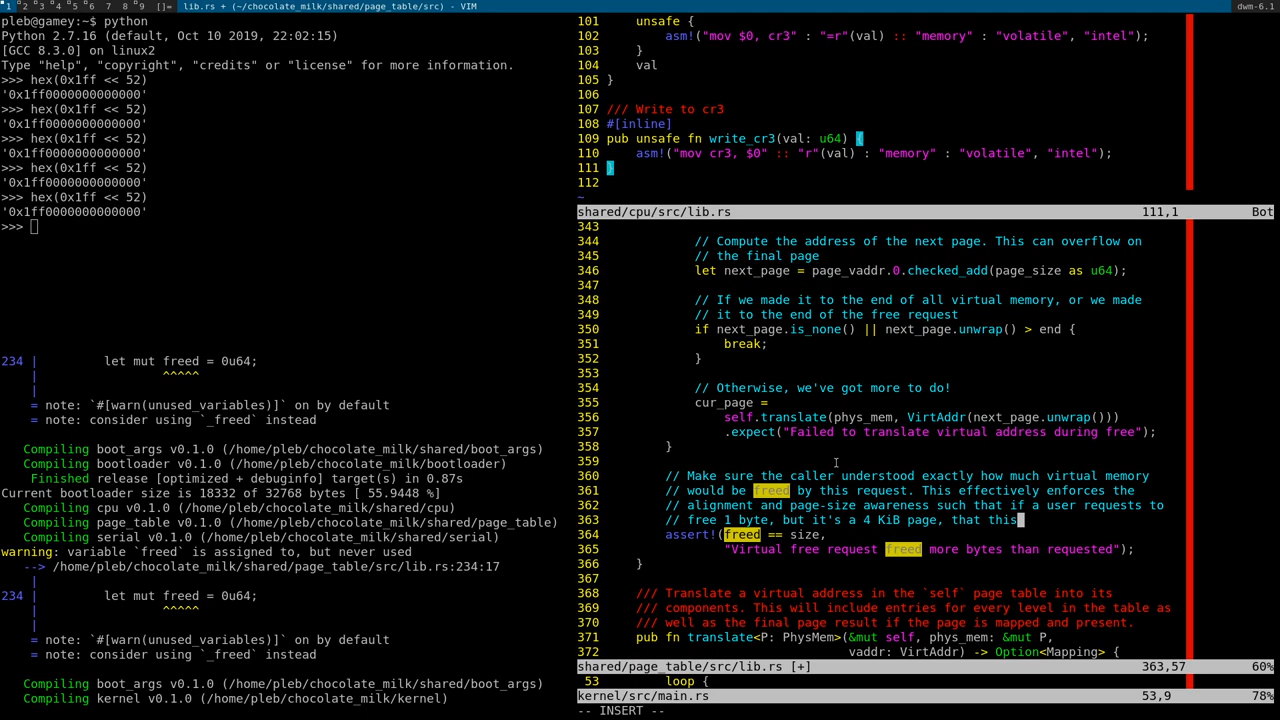 1 2 3 4 5 6 7 8 9 []= lib.rs + (~/chocolate_milk/shared/page_table/src) - VIM dwm-6.1
pleb@gamey:~$ python
Python 2.7.16 (default, Oct 10 2019, 22:02:15)
[GCC 8.3.0] on linux2
Type "help", "copyright", "credits" or "license" for more information.
>>> hex(0x1ff << 52)
'0x1ff0000000000000'
>>> hex(0x1ff << 52)
'0x1ff0000000000000'
>>> hex(0x1ff << 52)
'0x1ff0000000000000'
>>> hex(0x1ff << 52)
'0x1ff0000000000000'
>>> hex(0x1ff << 52)
'0x1ff0000000000000'
>>>
234 |         let mut freed = 0u64;
    |                 ^^^^^
    |
    = note: `#[warn(unused_variables)]` on by default
    = note: consider using `_freed` instead
   Compiling boot_args v0.1.0 (/home/pleb/chocolate_milk/shared/boot_args)
   Compiling bootloader v0.1.0 (/home/pleb/chocolate_milk/bootloader)
    Finished release [optimized + debuginfo] target(s) in 0.87s
Current bootloader size is 18332 of 32768 bytes [ 55.9448 %]
   Compiling cpu v0.1.0 (/home/pleb/chocolate_milk/shared/cpu)
   Compiling page_table v0.1.0 (/home/pleb/chocolate_milk/shared/page_table)
   Compiling serial v0.1.0 (/home/pleb/chocolate_milk/shared/serial)
warning: variable `freed` is assigned to, but never used
   --> /home/pleb/chocolate_milk/shared/page_table/src/lib.rs:234:17
    |
234 |         let mut freed = 0u64;
    |                 ^^^^^
    |
    = note: `#[warn(unused_variables)]` on by default
    = note: consider using `_freed` instead
   Compiling boot_args v0.1.0 (/home/pleb/chocolate_milk/shared/boot_args)
   Compiling kernel v0.1.0 (/home/pleb/chocolate_milk/kernel)
101     unsafe {
102         asm!("mov $0, cr3" : "=r"(val) :: "memory" : "volatile", "intel");
103     }
104     val
105 }
106
107 /// Write to cr3
108 #[inline]
109 pub unsafe fn write_cr3(val: u64) {
110     asm!("mov cr3, $0" :: "r"(val) : "memory" : "volatile", "intel");
111 }
112
~
shared/cpu/src/lib.rs 111,1 Bot
343
344             // Compute the address of the next page. This can overflow on
345             // the final page
346             let next_page = page_vaddr.0.checked_add(page_size as u64);
347
348             // If we made it to the end of all virtual memory, or we made
349             // it to the end of the free request
350             if next_page.is_none() || next_page.unwrap() > end {
351                 break;
352             }
353
354             // Otherwise, we've got more to do!
355             cur_page =
356                 self.translate(phys_mem, VirtAddr(next_page.unwrap()))
357                 .expect("Failed to translate virtual address during free");
358         }
359
360         // Make sure the caller understood exactly how much virtual memory
361         // would be freed by this request. This effectively enforces the
362         // alignment and page-size awareness such that if a user requests to
363         // free 1 byte, but it's a 4 KiB page, that this
364         assert!(freed == size,
365                 "Virtual free request freed more bytes than requested");
366     }
367
368     /// Translate a virtual address in the `self` page table into its
369     /// components. This will include entries for every level in the table as
370     /// well as the final page result if the page is mapped and present.
371     pub fn translate<P: PhysMem>(&mut self, phys_mem: &mut P,
372                                  vaddr: VirtAddr) -> Option<Mapping> {
shared/page_table/src/lib.rs [+] 363,57 60%
53             loop {
kernel/src/main.rs 53,9 78%
-- INSERT --